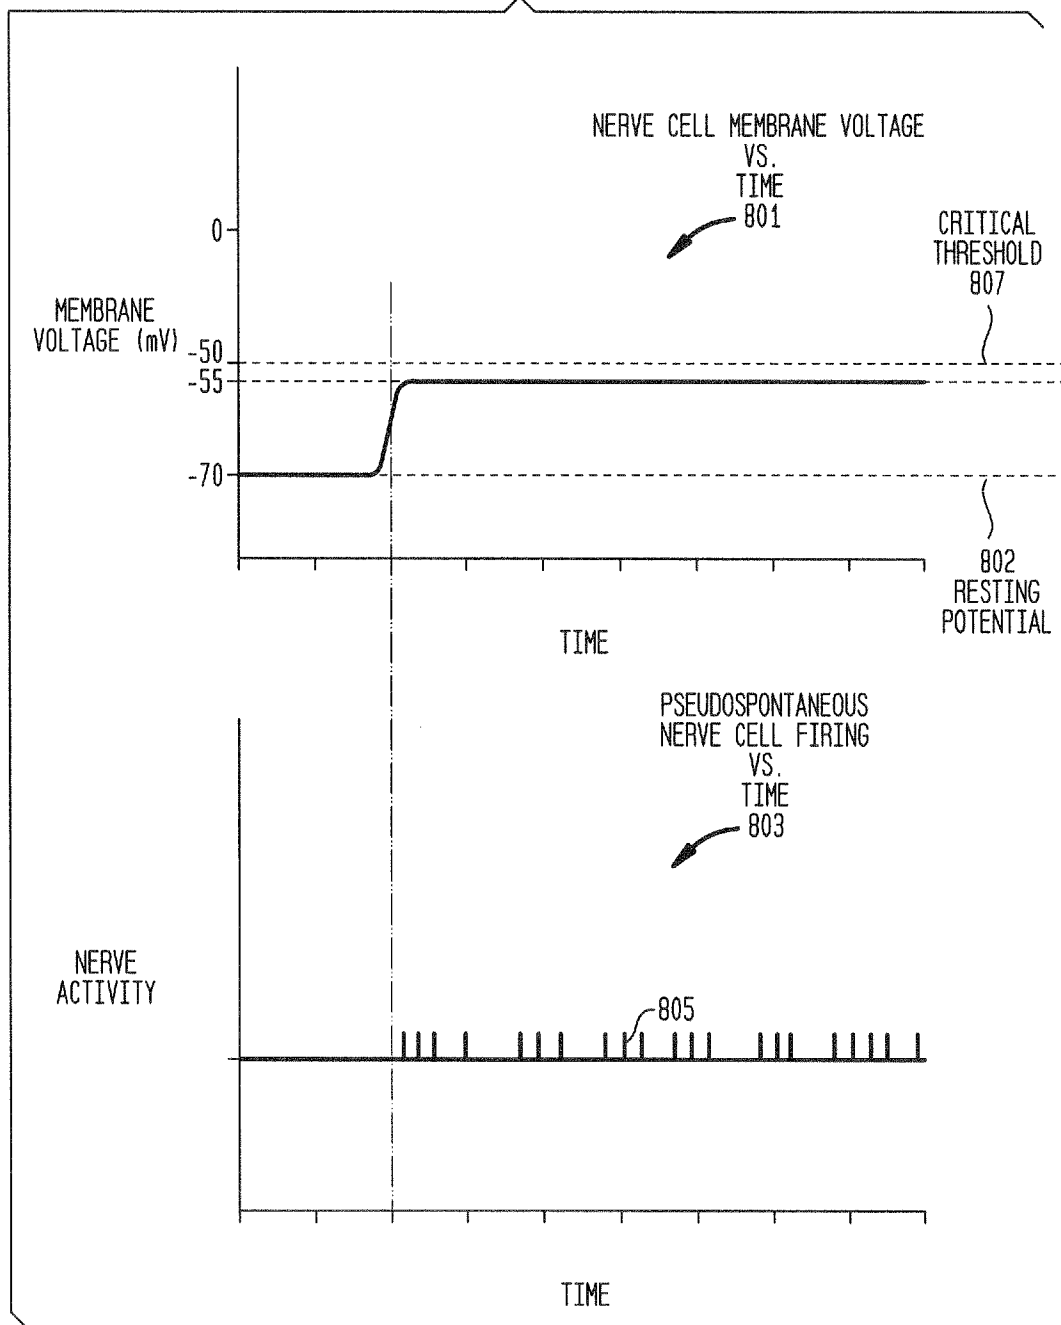 NERVE CELL MEMBRANE VOLTAGE
VS.
TIME
801
0
CRITICAL
THRESHOLD
807
MEMBRANE
VOLTAGE (mV)
-50
-55
-70
802
RESTING
POTENTIAL
TIME
PSEUDOSPONTANEOUS
NERVE CELL FIRING
VS.
TIME
803
NERVE
ACTIVITY
805
TIME